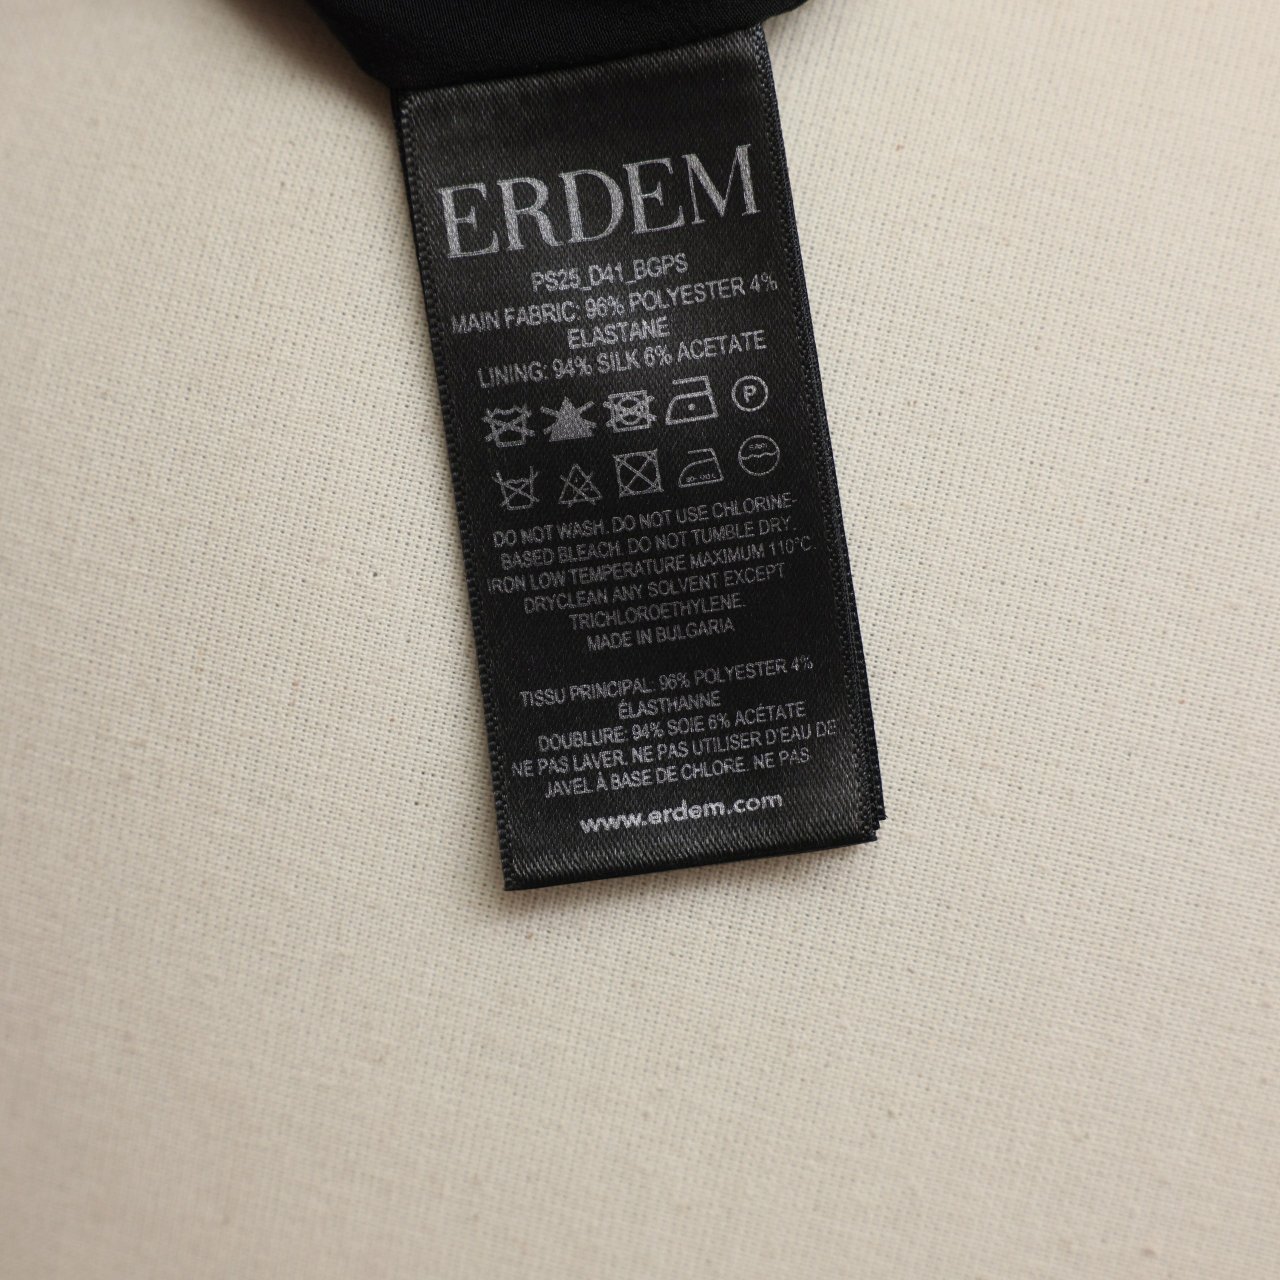 ERDEM
PS25_D41_BGPS
MAIN FABRIC: 96% POLYESTER 4%
ELASTANE
LINING: 94% SILK 6% ACETATE
P
DO NOT WASH. DO NOT USE CHLORINE-
BASED BLEACH. DO NOT TUMBLE DRY.
IRON LOW TEMPERATURE MAXIMUM 110°C
DRYCLEAN ANY SOLVENT EXCEPT
TRICHLOROETHYLENE.
MADE IN BULGARIA
TISSU PRINCIPAL: 96% POLYESTER 4%
ÉLASTHANNE
DOUBLURE: 94% SOIE 6% ACÉTATE
NE PAS LAVER. NE PAS UTILISER D'EAU DE
JAVEL À BASE DE CHLORE. NE PAS
www.erdem.com